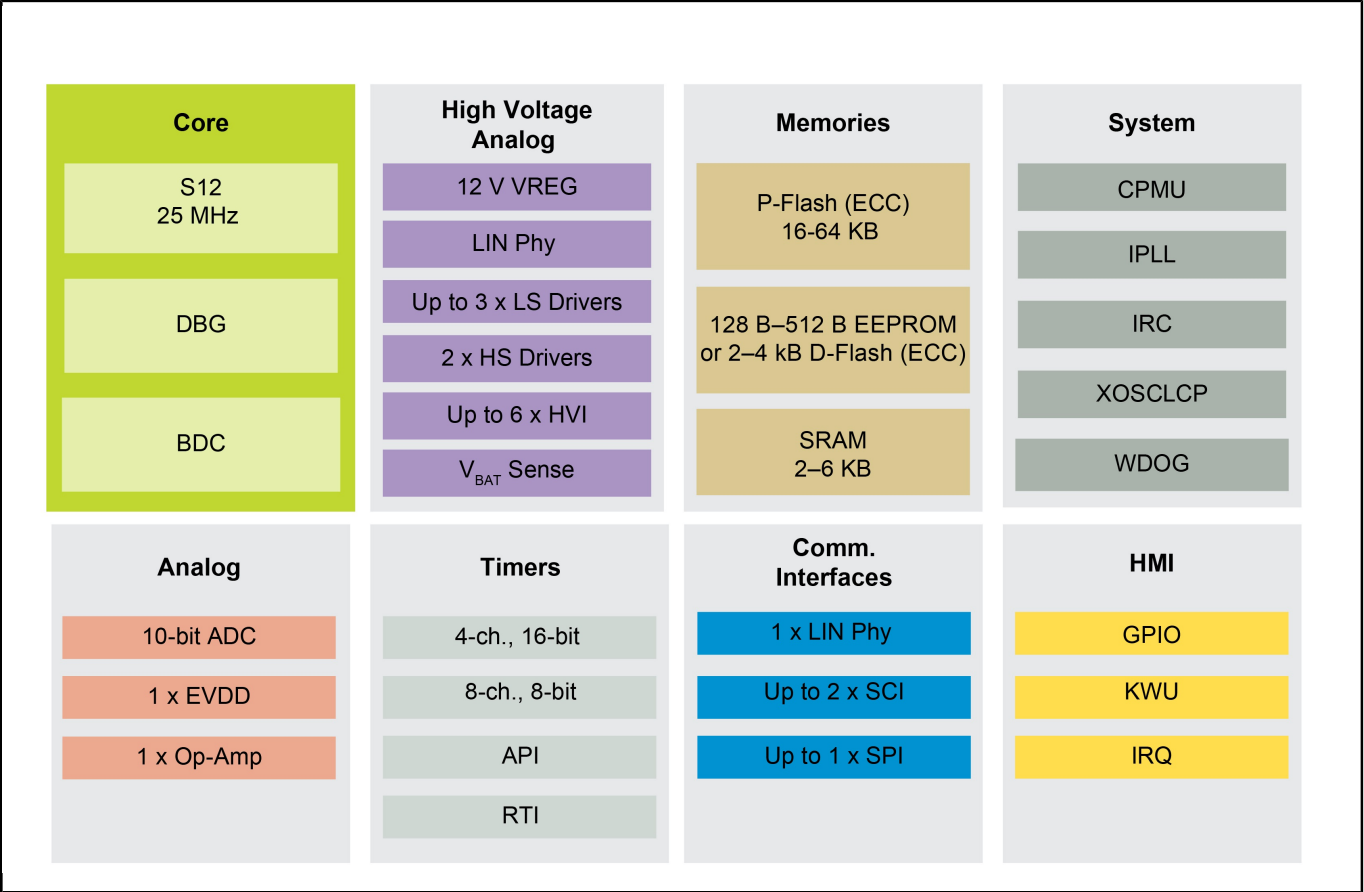 Core
S12
25 MHz
DBG
BDC
High Voltage
Analog
12 V VREG
LIN Phy
Up to 3 x LS Drivers
2 x HS Drivers
Up to 6 x HVI
VBAT Sense
Memories
P-Flash (ECC)
16-64 KB
128 B–512 B EEPROM
or 2–4 kB D-Flash (ECC)
SRAM
2–6 KB
System
CPMU
IPLL
IRC
XOSCLCP
WDOG
Analog
10-bit ADC
1 x EVDD
1 x Op-Amp
Timers
4-ch., 16-bit
8-ch., 8-bit
API
RTI
Comm.
Interfaces
1 x LIN Phy
Up to 2 x SCI
Up to 1 x SPI
HMI
GPIO
KWU
IRQ